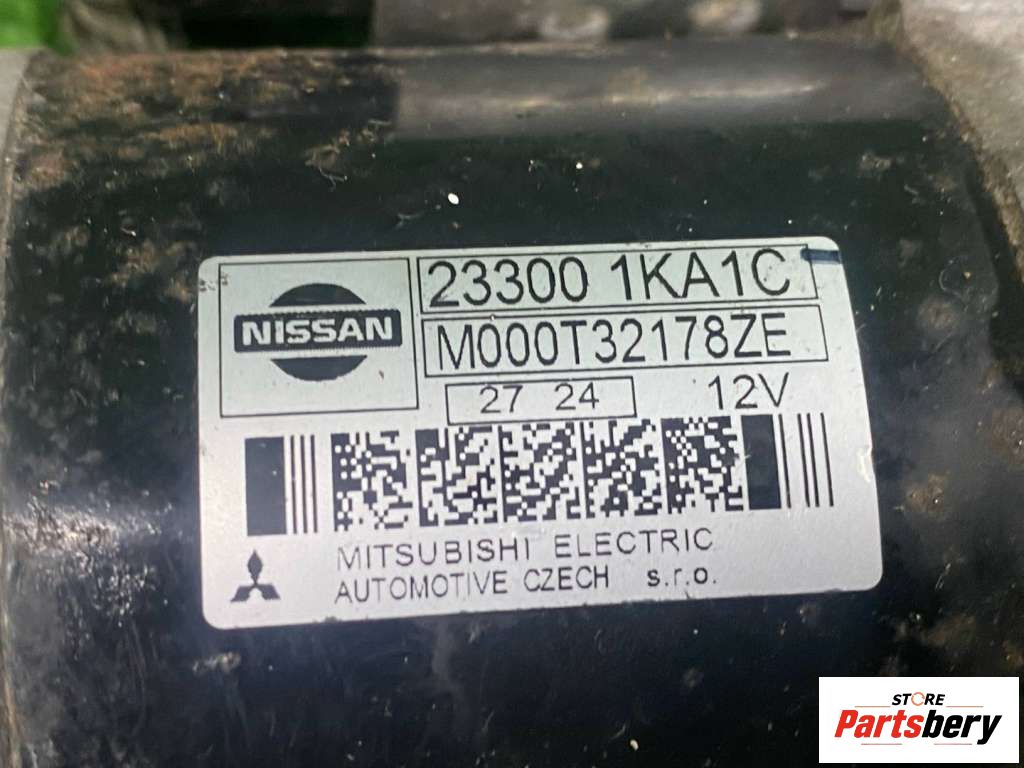 NISSAN
23300 1KA1C
M000T32178ZE
27 24
12V
MITSUBISHI ELECTRIC
AUTOMOTIVE CZECH s.r.o.
STORE
Partsbery